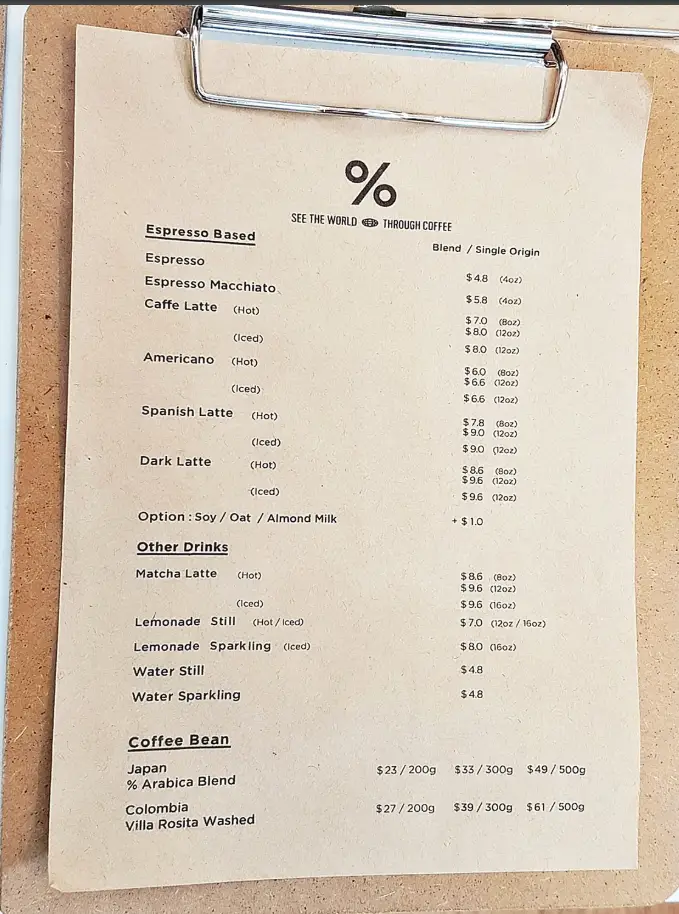 %
SEE THE WORLD THROUGH COFFEE
Espresso Based
Blend / Single Origin
Espresso $4.8 (4oz)
Espresso Macchiato $5.8 (4oz)
Caffe Latte (Hot) $7.0 (8oz)
$8.0 (12oz)
(Iced) $8.0 (12oz)
Americano (Hot) $6.0 (8oz)
$6.6 (12oz)
(Iced) $6.6 (12oz)
Spanish Latte (Hot) $7.8 (8oz)
$9.0 (12oz)
(Iced) $9.0 (12oz)
Dark Latte (Hot) $8.6 (8oz)
$9.6 (12oz)
(Iced) $9.6 (12oz)
Option : Soy / Oat / Almond Milk + $1.0
Other Drinks
Matcha Latte (Hot) $8.6 (8oz)
$9.6 (12oz)
(Iced) $9.6 (16oz)
Lemonade Still (Hot / Iced) $7.0 (12oz / 16oz)
Lemonade Sparkling (Iced) $8.0 (16oz)
Water Still $4.8
Water Sparkling $4.8
Coffee Bean
Japan
% Arabica Blend $23 / 200g $33 / 300g $49 / 500g
Colombia
Villa Rosita Washed $27 / 200g $39 / 300g $61 / 500g